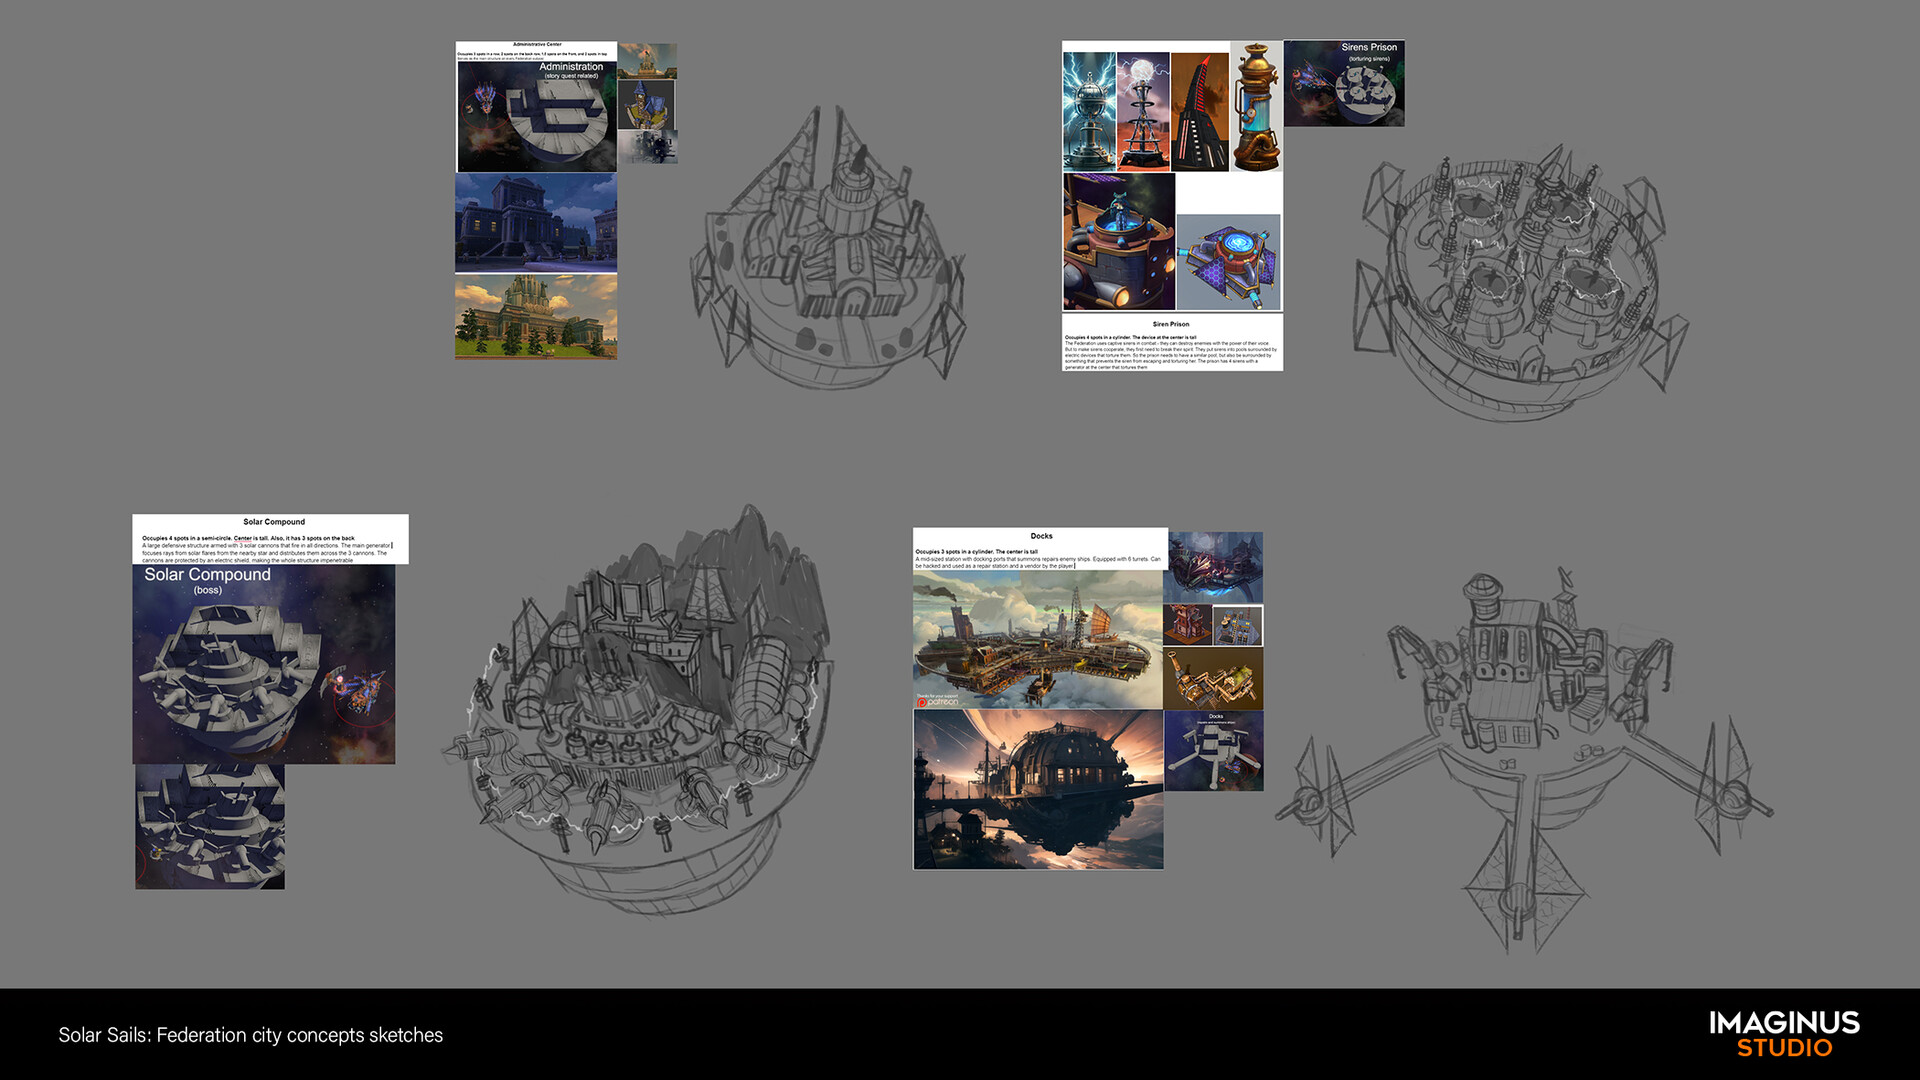 Administrative Center
Occupies 3 spots in a row, 2 spots on the back row, 1.5 spots on the front, and 2 spots in leg
Serves as the main structure at every Federation outpost
Administration
(story quest related)
Sirens Prison
(torturing sirens)
Siren Prison
Occupies 4 spots in a cylinder. The device at the center is tall
The Federation uses captive sirens in combat - they can destroy enemies with the power of their voice
But to make sirens cooperate, they first need to break their spirit. They put sirens into pools surrounded by
electric devices that torture them. So the prison needs to have a similar pool, but also be surrounded by
something that prevents the siren from escaping and torturing her. The prison has 4 sirens with a
generator at the center that tortures them
Solar Compound
Occupies 4 spots in a semi-circle. Center is tall. Also, it has 3 spots on the back
A large defensive structure armed with 3 solar cannons that fire in all directions. The main generator
focuses rays from solar flares from the nearby star and distributes them across the 3 cannons. The
cannons are protected by an electric shield, making the whole structure impenetrable
Solar Compound
(boss)
Docks
Occupies 3 spots in a cylinder. The center is tall
A mid-sized station with docking ports that summons repairs enemy ships. Equipped with 6 turrets. Can
be hacked and used as a repair station and a vendor by the player
Thanks for your support
patreon
Docks
Solar Sails: Federation city concepts sketches
IMAGINUS
STUDIO